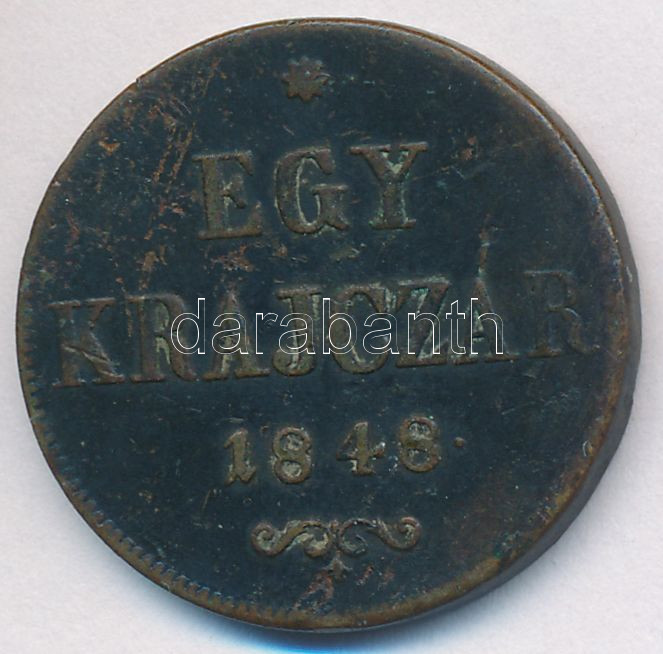 EGY
KRAJCZÁR
darabanth
1848.